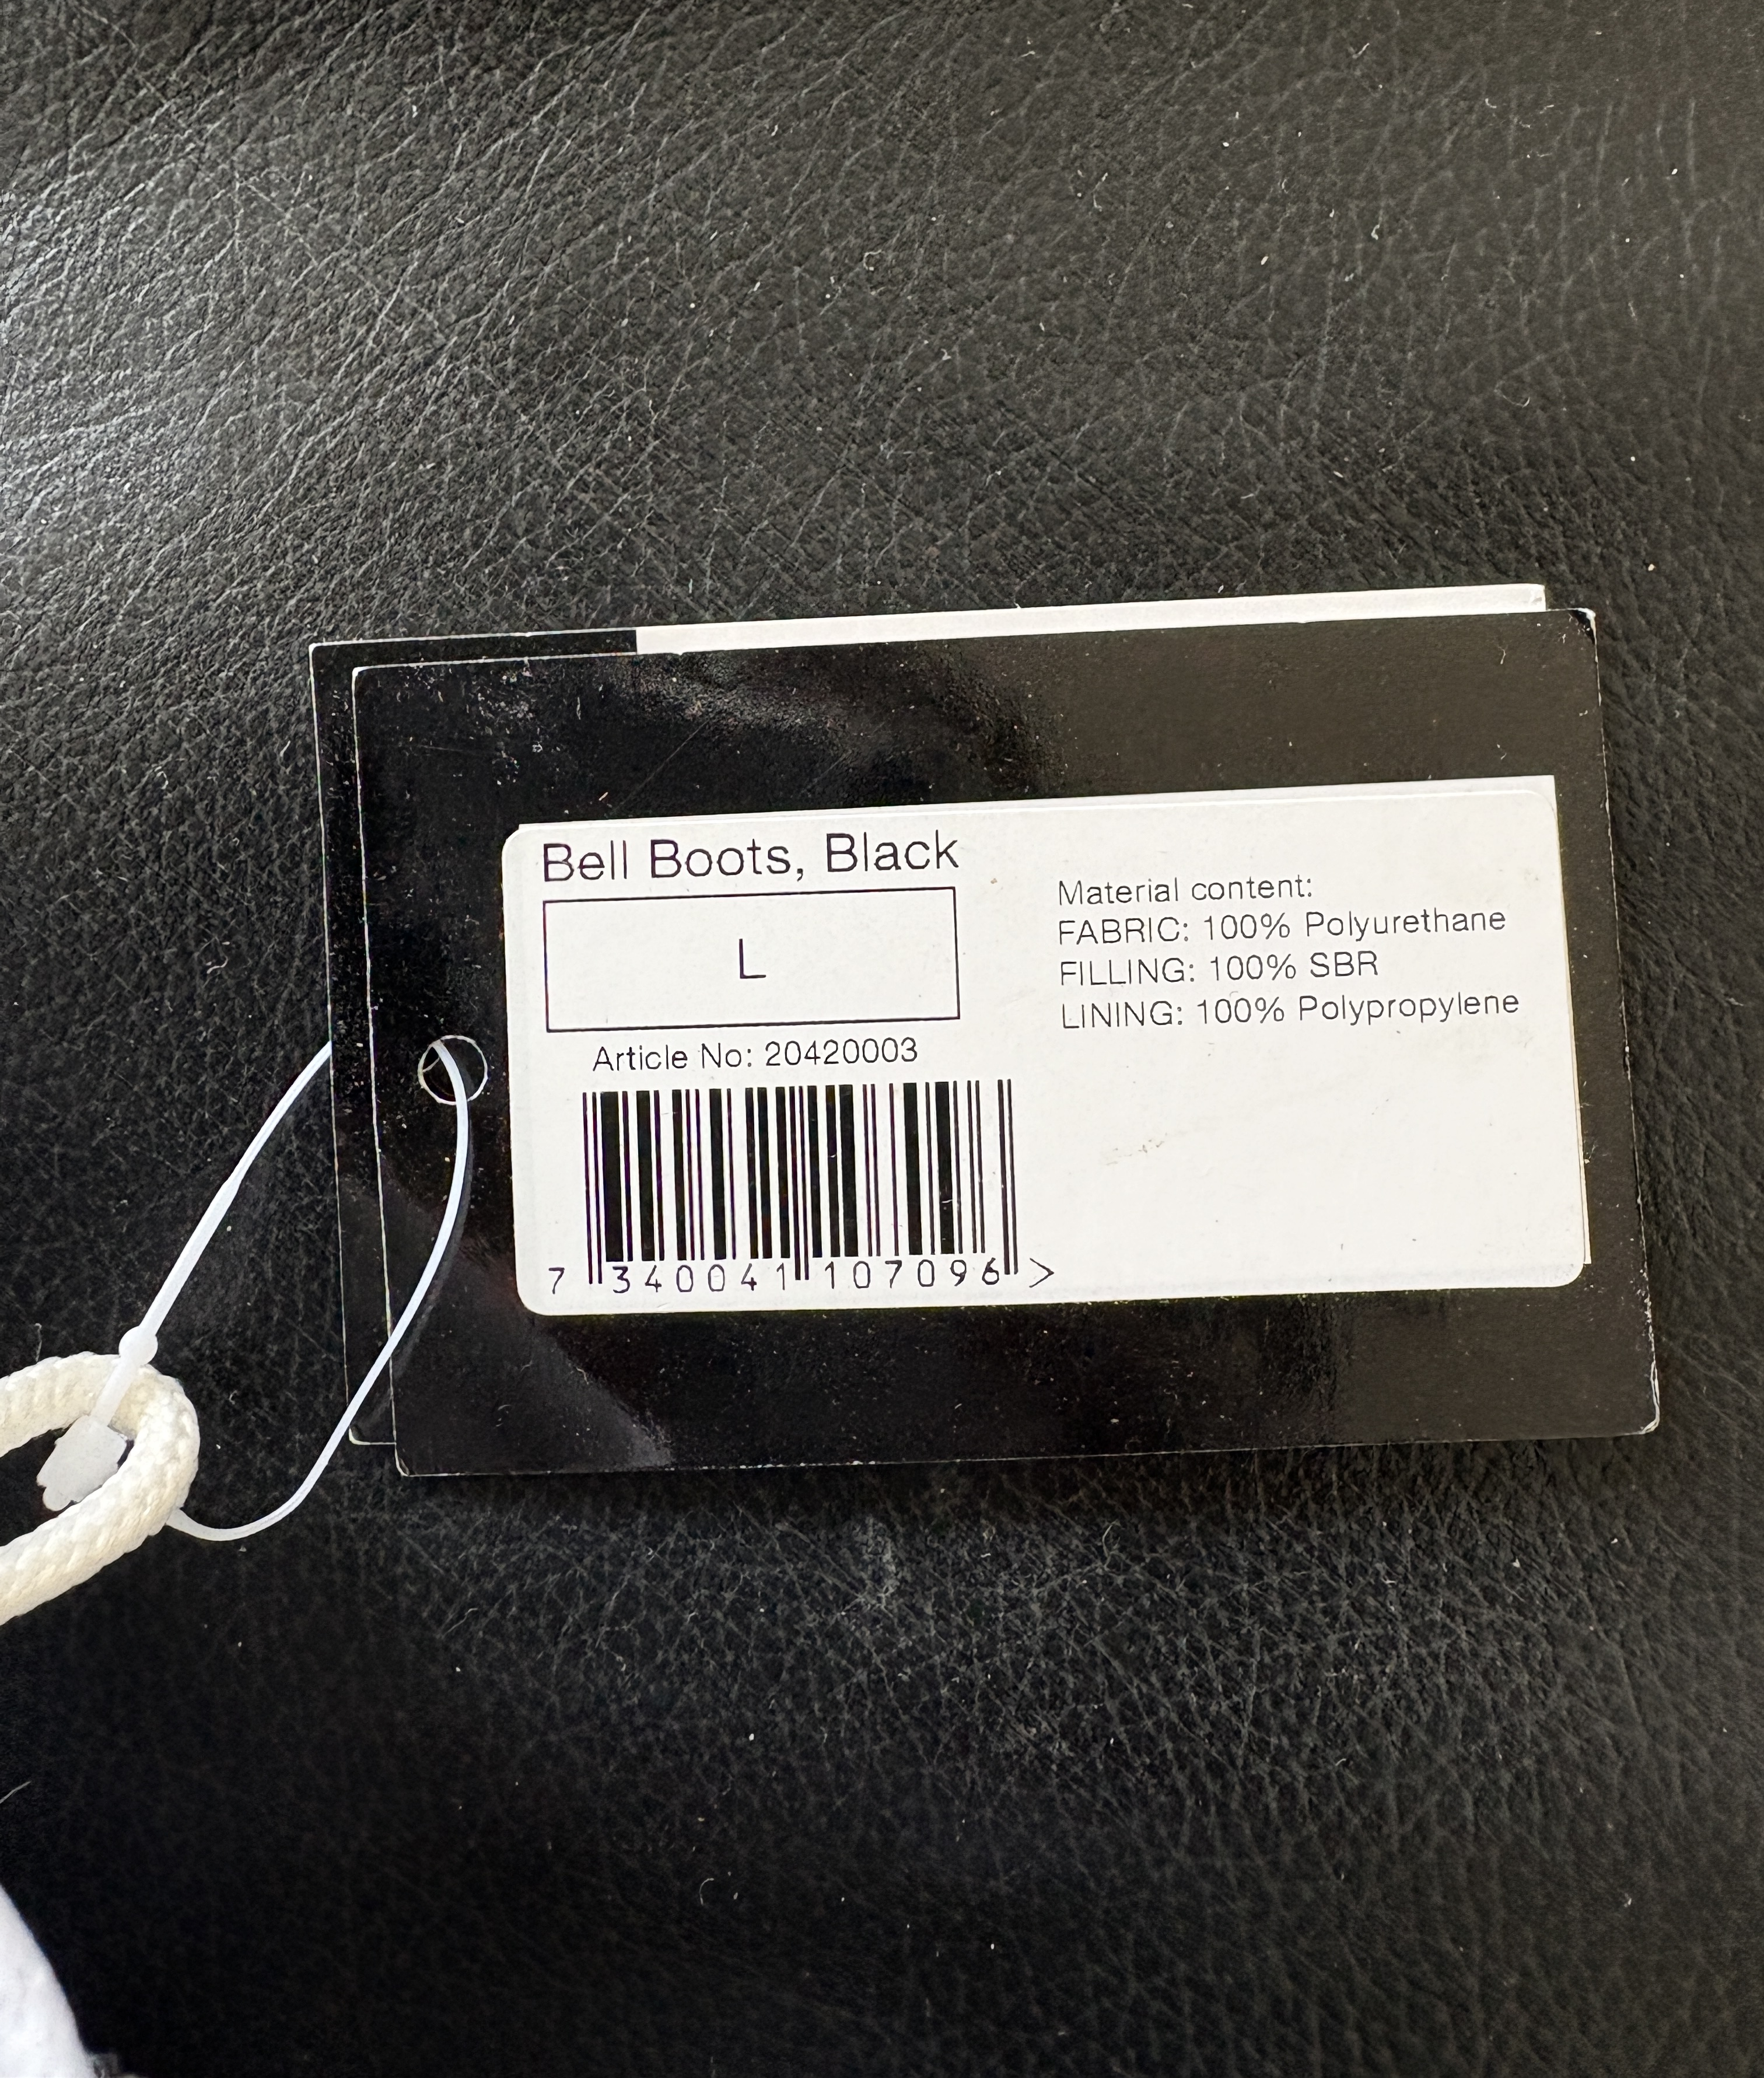 Bell Boots, Black
L
Article No: 20420003
7 340041 107096 >
Material content:
FABRIC: 100% Polyurethane
FILLING: 100% SBR
LINING: 100% Polypropylene